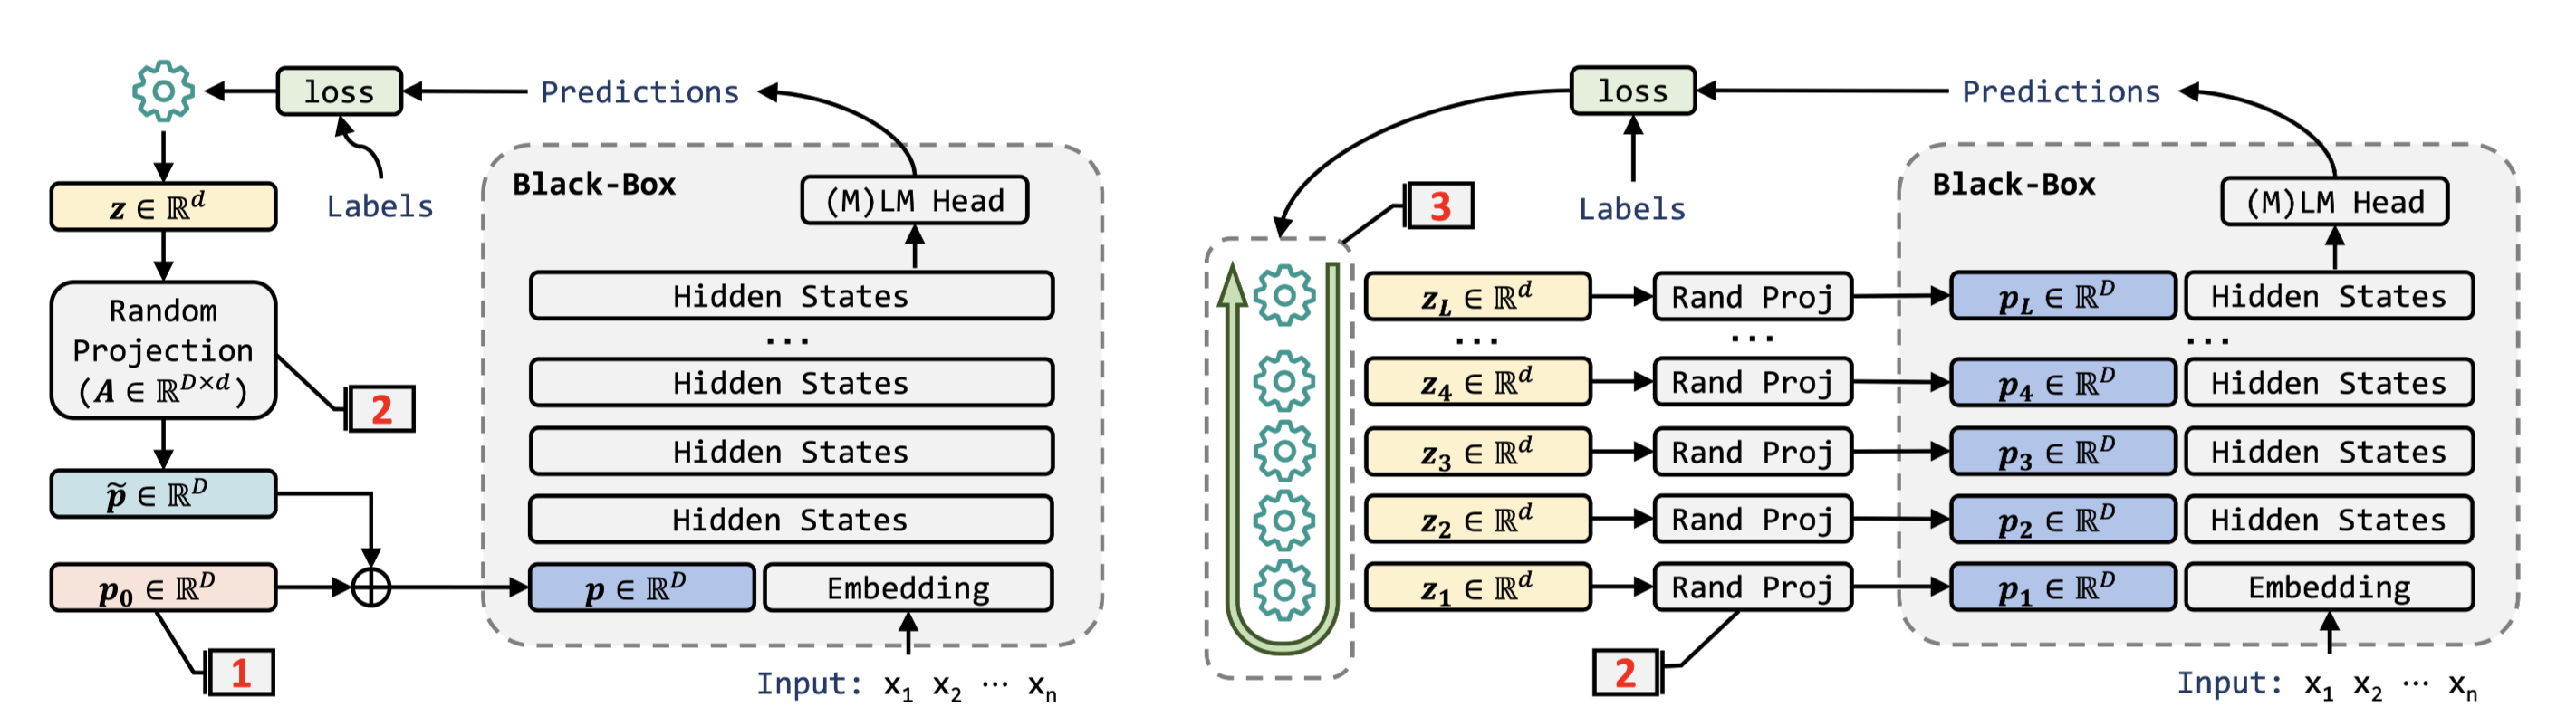 loss
Predictions
z ∈ ℝ^d
Labels
Black-Box
(M)LM Head
Random
Projection
(A ∈ ℝ^{D×d})
2
Hidden States
...
Hidden States
Hidden States
Hidden States
p̃ ∈ ℝ^D
p_0 ∈ ℝ^D
p ∈ ℝ^D
Embedding
1
Input: x_1 x_2 ⋯ x_n
loss
Predictions
3
Labels
Black-Box
(M)LM Head
z_L ∈ ℝ^d Rand Proj p_L ∈ ℝ^D Hidden States
... ... ...
z_4 ∈ ℝ^d Rand Proj p_4 ∈ ℝ^D Hidden States
z_3 ∈ ℝ^d Rand Proj p_3 ∈ ℝ^D Hidden States
z_2 ∈ ℝ^d Rand Proj p_2 ∈ ℝ^D Hidden States
z_1 ∈ ℝ^d Rand Proj p_1 ∈ ℝ^D Embedding
2
Input: x_1 x_2 ⋯ x_n